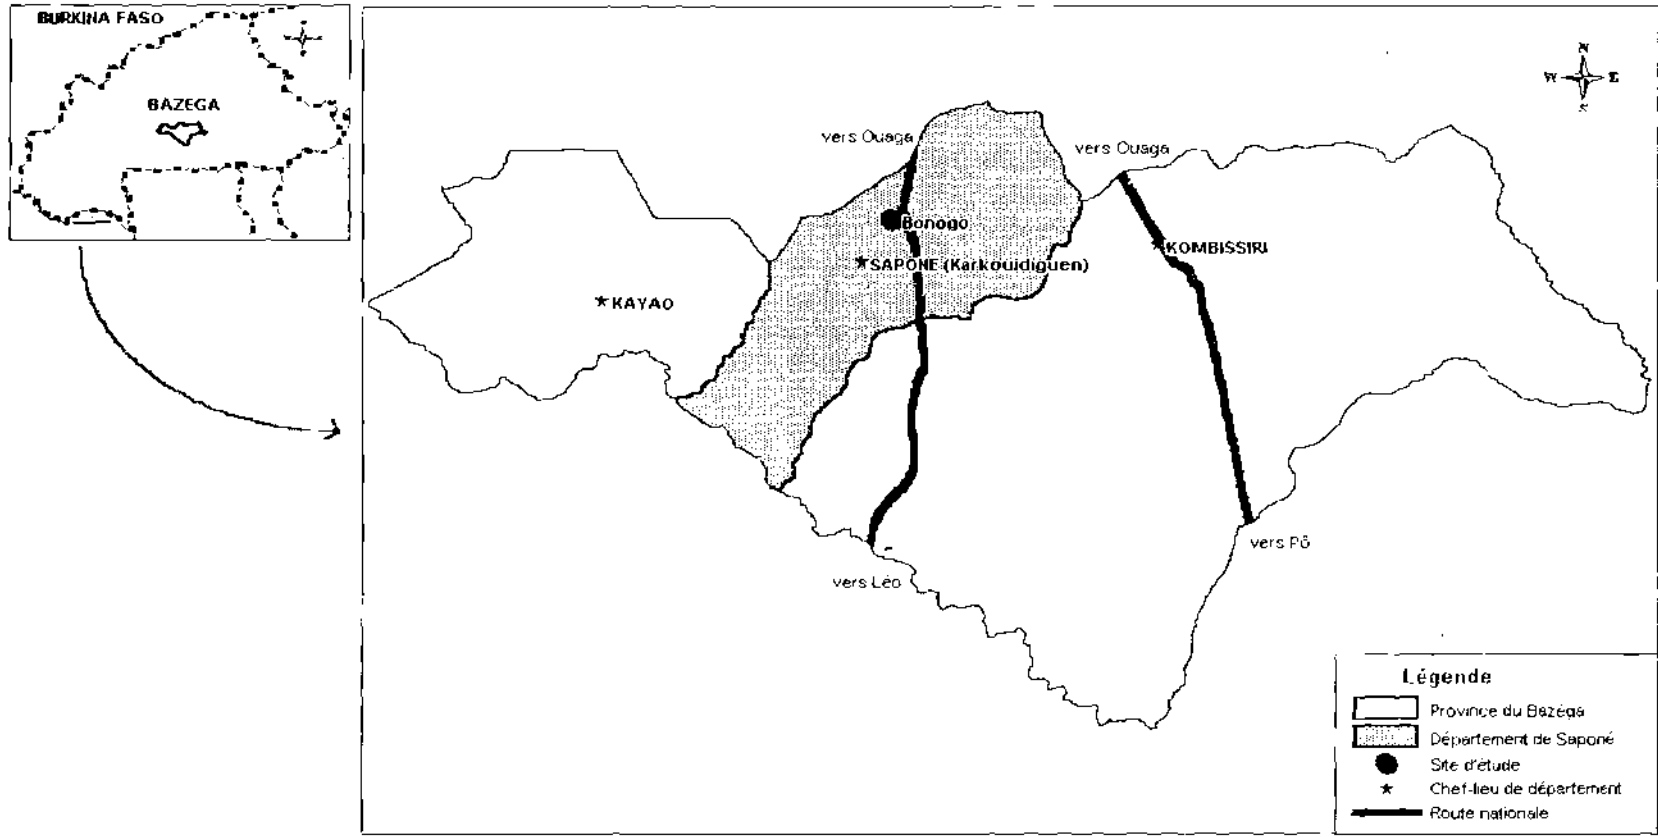 BURKINA FASO
BAZEGA
N
W E
S
vers Ouaga
vers Ouaga
Bonogo
KOMBISSIRI
SAPONE (Karkouidiguen)
KAYAO
vers Pô
vers Léo
Légende
Province du Bazéga
Département de Saponé
Site d'étude
Chef-lieu de département
Route nationale